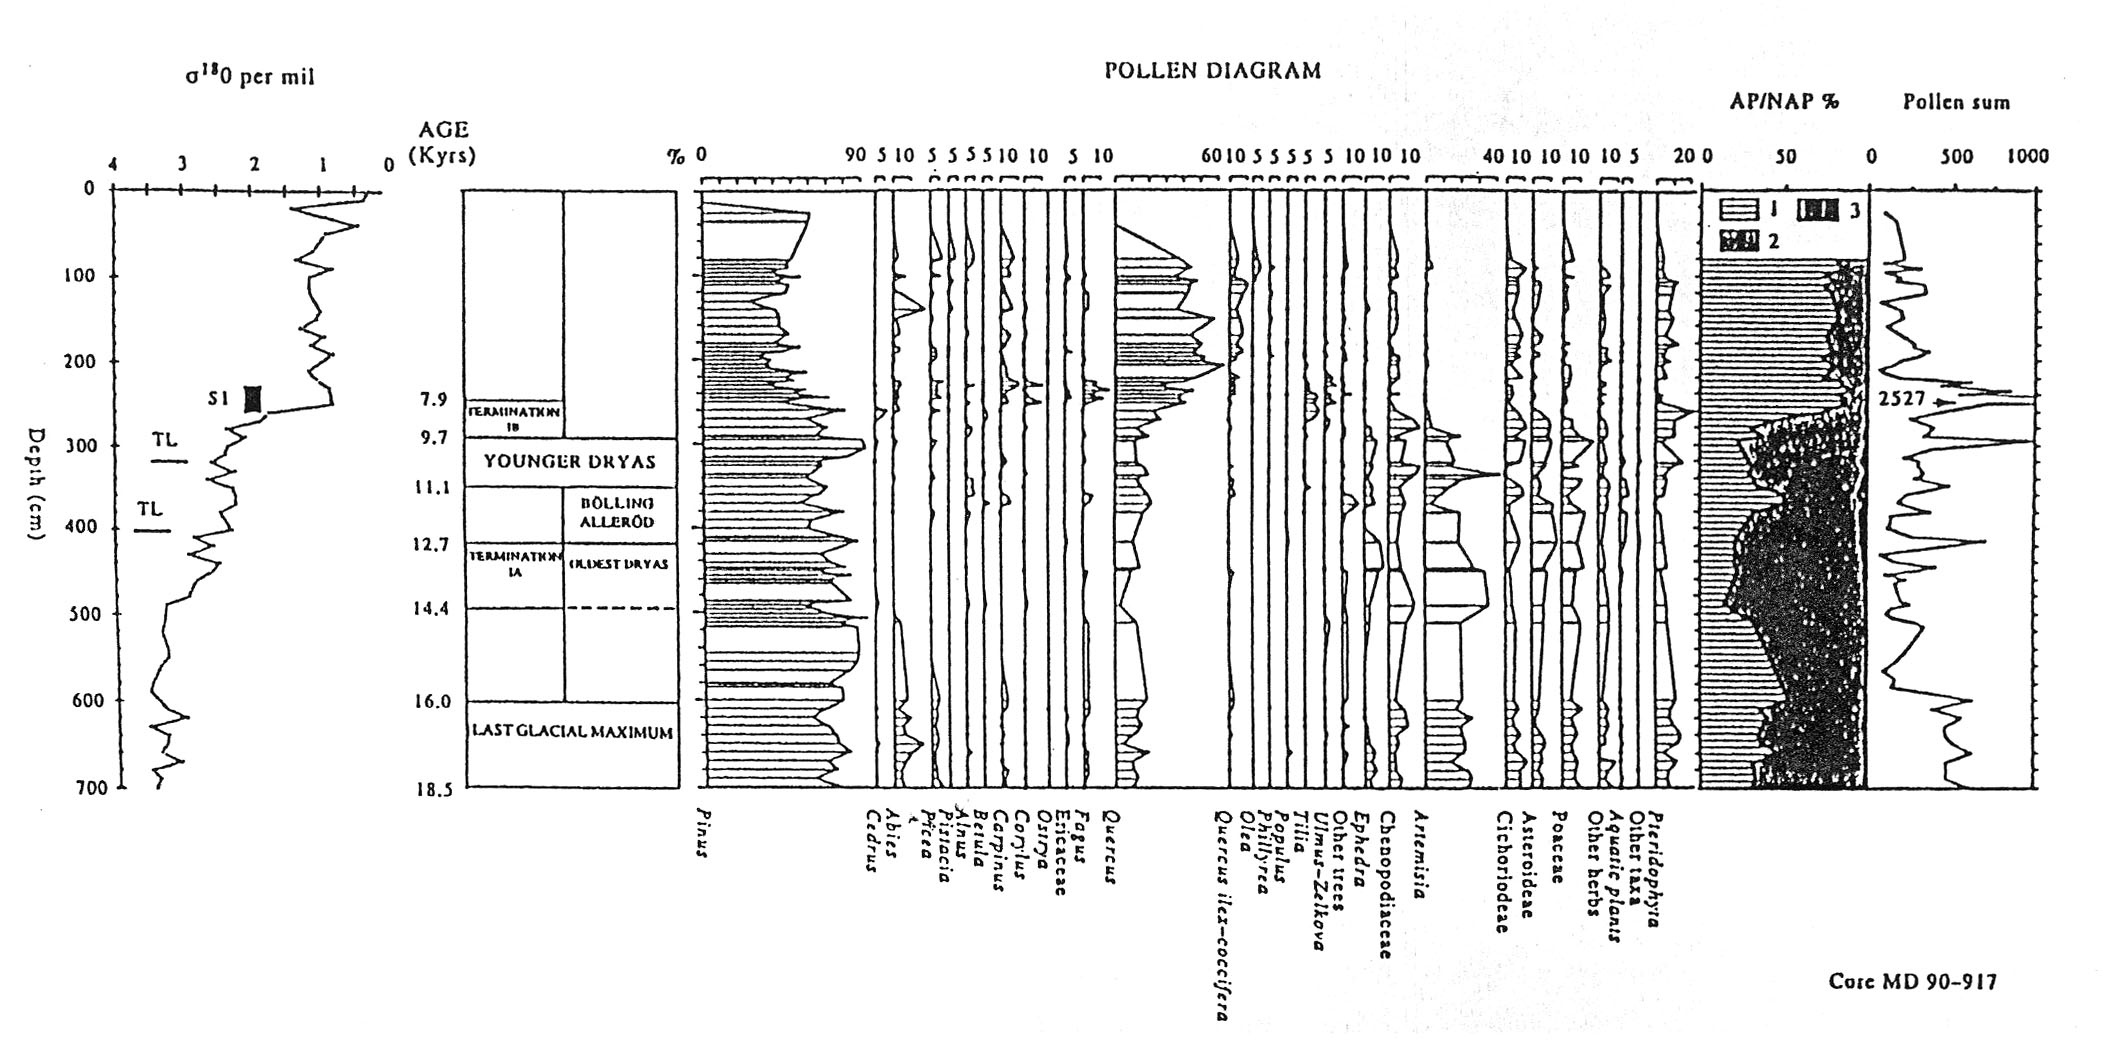 σ¹⁸0 per mil
POLLEN DIAGRAM
AP/NAP %
Pollen sum
AGE
(Kyrs)
4 3 2 1 0
% 0 90 5 10 5 5 5 5 10 10 5 10 60 10 5 5 5 5 5 10 10 10 40 10 10 10 10 5 20 0 50 0 500 1000
0
100
200
300
400
500
600
700
Depth (cm)
S1
TL
TL
7.9
9.7
11.1
12.7
14.4
16.0
18.5
TERMINATION
IB
YOUNGER DRYAS
BÖLLING
ALLERÖD
TERMINATION
IA
OLDEST DRYAS
LAST GLACIAL MAXIMUM
1
3
2
2527
Pinus
Cedrus
Abies
Picea
Pistacia
Alnus
Betula
Carpinus
Corylus
Ostrya
Ericaceae
Fagus
Quercus
Quercus ilex-coccifera
Olea
Phillyrea
Populus
Tilia
Ulmus-Zelkova
Other trees
Ephedra
Chenopodiaceae
Artemisia
Cichoriodeae
Asteroideae
Poaceae
Other herbs
Aquatic plants
Other taxa
Pteridophyta
Core MD 90-917